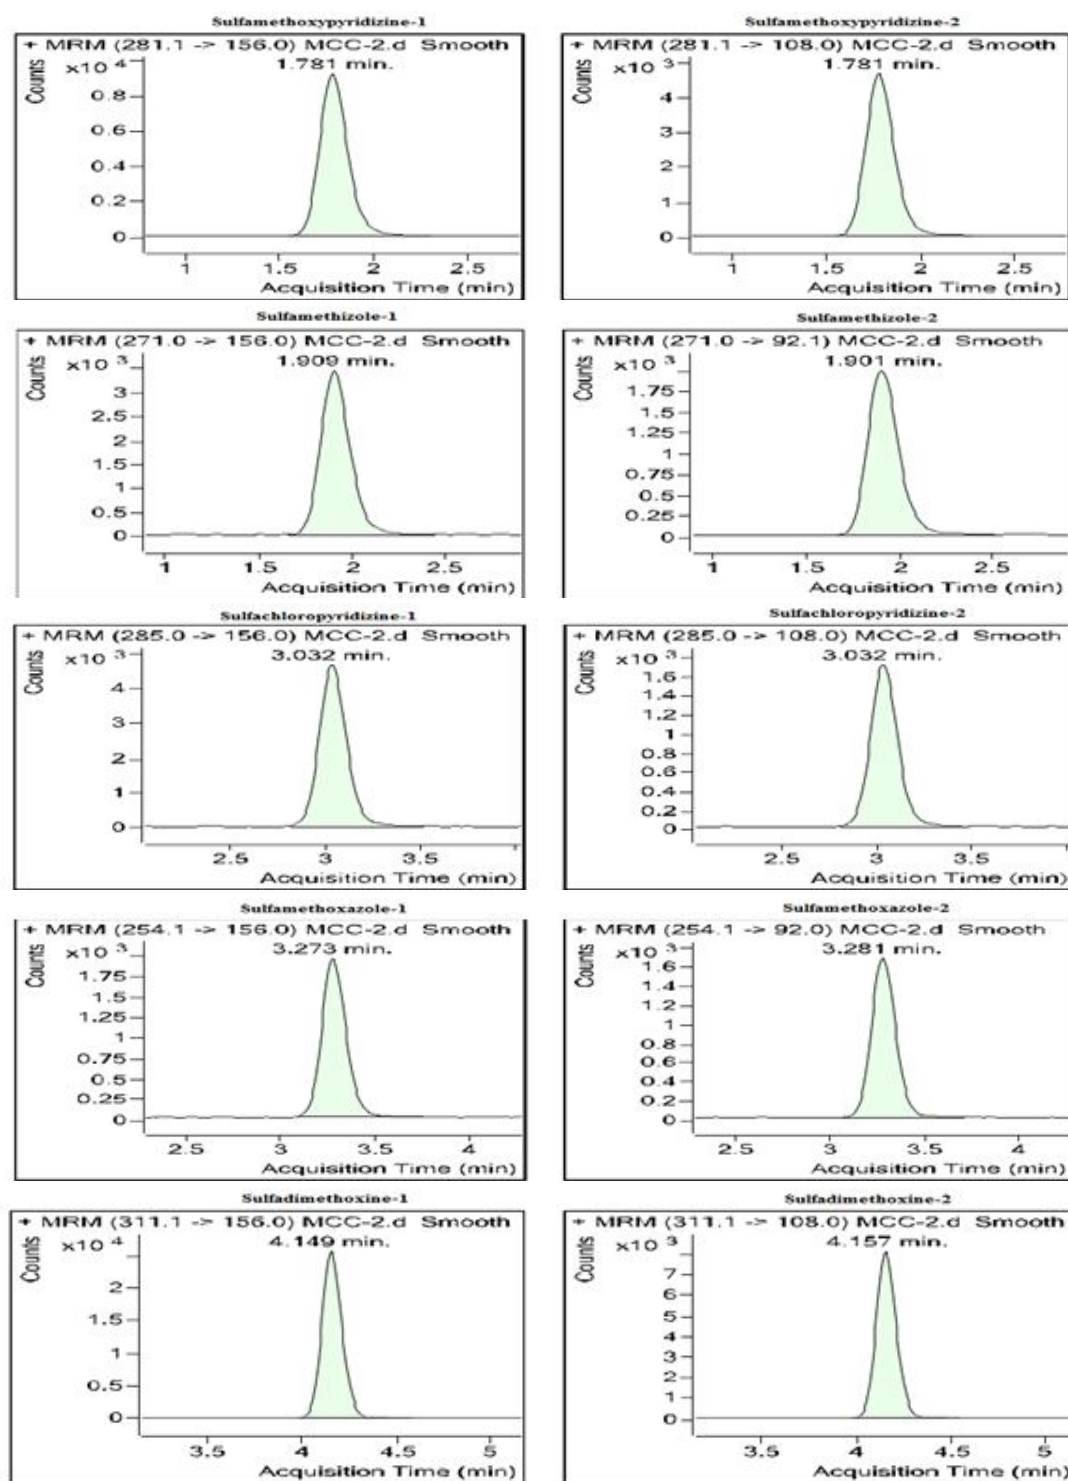 Sulfamethoxypyridizine-1
+ MRM (281.1 -> 156.0) MCC-2.d Smooth
Counts
x10 4
1.781 min.
0.8
0.6
0.4
0.2
0
1 1.5 2 2.5
Acquisition Time (min)
Sulfamethoxypyridizine-2
+ MRM (281.1 -> 108.0) MCC-2.d Smooth
Counts
x10 3
1.781 min.
4
3
2
1
0
1 1.5 2 2.5
Acquisition Time (min)
Sulfamethizole-1
+ MRM (271.0 -> 156.0) MCC-2.d Smooth
Counts
x10 3
1.909 min.
3
2.5
2
1.5
1
0.5
0
1 1.5 2 2.5
Acquisition Time (min)
Sulfamethizole-2
+ MRM (271.0 -> 92.1) MCC-2.d Smooth
Counts
x10 3
1.901 min.
1.75
1.5
1.25
1
0.75
0.5
0.25
0
1 1.5 2 2.5
Acquisition Time (min)
Sulfachloropyridizine-1
+ MRM (285.0 -> 156.0) MCC-2.d Smooth
Counts
x10 3
3.032 min.
4
3
2
1
0
2.5 3 3.5
Acquisition Time (min)
Sulfachloropyridizine-2
+ MRM (285.0 -> 108.0) MCC-2.d Smooth
Counts
x10 3
3.032 min.
1.6
1.4
1.2
1
0.8
0.6
0.4
0.2
0
2.5 3 3.5
Acquisition Time (min)
Sulfamethoxazole-1
+ MRM (254.1 -> 156.0) MCC-2.d Smooth
Counts
x10 3
3.273 min.
1.75
1.5
1.25
1
0.75
0.5
0.25
0
2.5 3 3.5 4
Acquisition Time (min)
Sulfamethoxazole-2
+ MRM (254.1 -> 92.0) MCC-2.d Smooth
Counts
x10 3
3.281 min.
1.6
1.4
1.2
1
0.8
0.6
0.4
0.2
0
2.5 3 3.5 4
Acquisition Time (min)
Sulfadimethoxine-1
+ MRM (311.1 -> 156.0) MCC-2.d Smooth
Counts
x10 4
4.149 min.
2
1.5
1
0.5
0
3.5 4 4.5 5
Acquisition Time (min)
Sulfadimethoxine-2
+ MRM (311.1 -> 108.0) MCC-2.d Smooth
Counts
x10 3
4.157 min.
7
6
5
4
3
2
1
0
3.5 4 4.5 5
Acquisition Time (min)